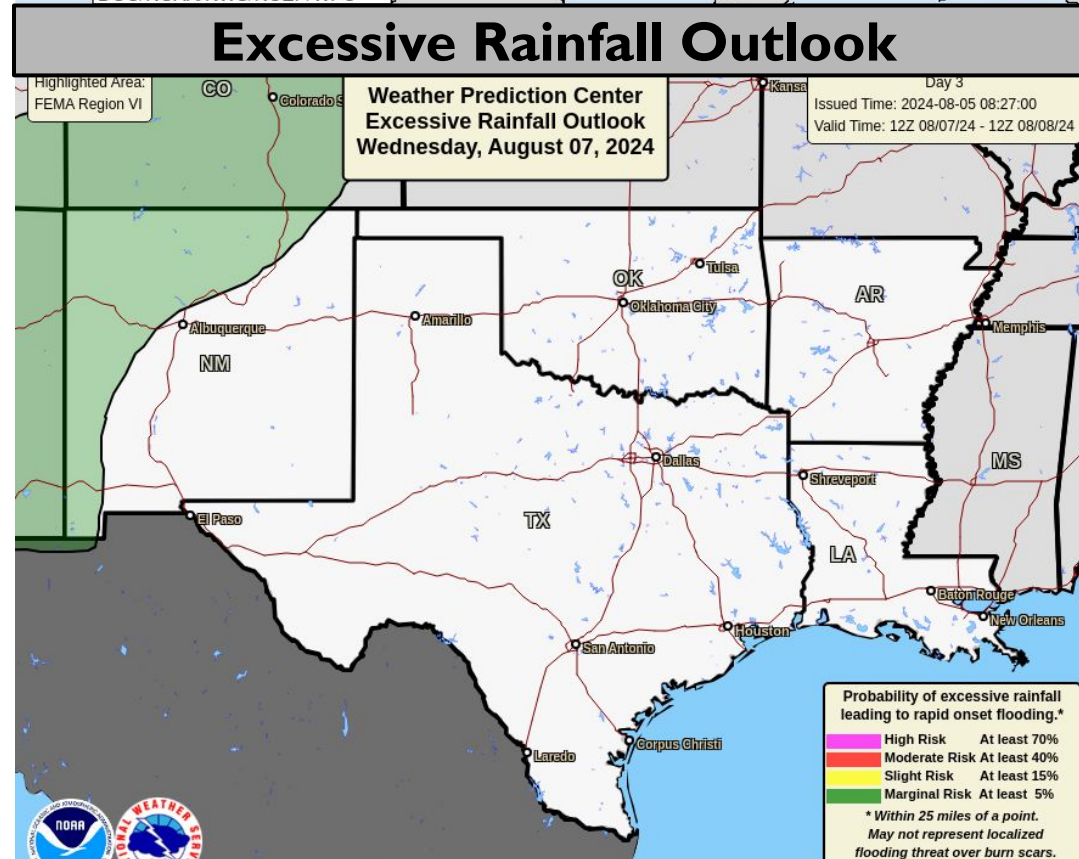 Excessive Rainfall Outlook
Highlighted Area:
FEMA Region VI
Weather Prediction Center
Excessive Rainfall Outlook
Wednesday, August 07, 2024
Day 3
Issued Time: 2024-08-05 08:27:00
Valid Time: 12Z 08/07/24 - 12Z 08/08/24
CO
Colorado S
Kansa
OK
Tulsa
Oklahoma City
AR
Memphis
Amarillo
Albuquerque
NM
Dallas
Shreveport
MS
El Paso
TX
LA
Baton Rouge
New Orleans
Houston
San Antonio
Laredo
Corpus Christi
Probability of excessive rainfall
leading to rapid onset flooding.*
High Risk At least 70%
Moderate Risk At least 40%
Slight Risk At least 15%
Marginal Risk At least 5%
* Within 25 miles of a point.
May not represent localized
flooding threat over burn scars.
NOAA